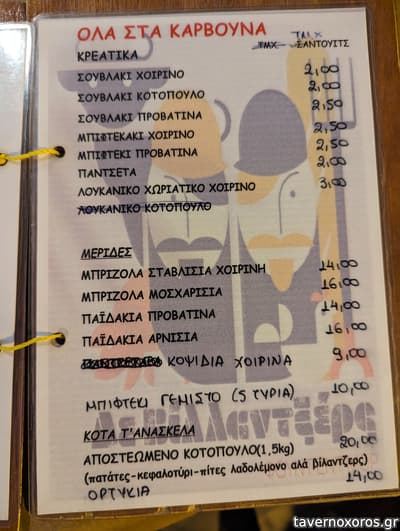 ΟΛΑ ΣΤΑ ΚΑΡΒΟΥΝΑ
ΤΜΧ
ΚΡΕΑΤΙΚΑ ΤΜΧ. ΣΑΝΤΟΥΙΤΣ
ΣΟΥΒΛΑΚΙ ΧΟΙΡΙΝΟ 2,00
ΣΟΥΒΛΑΚΙ ΚΟΤΟΠΟΥΛΟ 2,00
ΣΟΥΒΛΑΚΙ ΠΡΟΒΑΤΙΝΑ 2,50
ΜΠΙΦΤΕΚΑΚΙ ΧΟΙΡΙΝΟ 2,50
ΜΠΙΦΤΕΚΙ ΠΡΟΒΑΤΙΝΑ 2,50
ΠΑΝΤΣΕΤΑ 2,00
ΛΟΥΚΑΝΙΚΟ ΧΩΡΙΑΤΙΚΟ ΧΟΙΡΙΝΟ 3,00
ΛΟΥΚΑΝΙΚΟ ΚΟΤΟΠΟΥΛΟ
ΜΕΡΙΔΕΣ
ΜΠΡΙΖΟΛΑ ΣΤΑΒΛΙΣΙΑ ΧΟΙΡΙΝΗ 14,00
ΜΠΡΙΖΟΛΑ ΜΟΣΧΑΡΙΣΙΑ 16,00
ΠΑΪΔΑΚΙΑ ΠΡΟΒΑΤΙΝΑ 14,00
ΠΑΪΔΑΚΙΑ ΑΡΝΙΣΙΑ 16,00
ΚΟΨΙΔΙΑ ΧΟΙΡΙΝΑ 9,00
ΜΠΙΦΤΕΚΙ ΓΕΜΙΣΤΟ (5 ΤΥΡΙΑ) 10,00
ΚΟΤΑ Τ'ΑΝΑΣΚΕΛΑ
ΑΠΟΣΤΕΩΜΕΝΟ ΚΟΤΟΠΟΥΛΟ(1,5kg) 20,00
(πατάτες-κεφαλοτύρι-πίτες λαδολέμονο αλά βίλαντζερς)
ΟΡΤΥΚΙΑ 14,00
tavernoxoros.gr